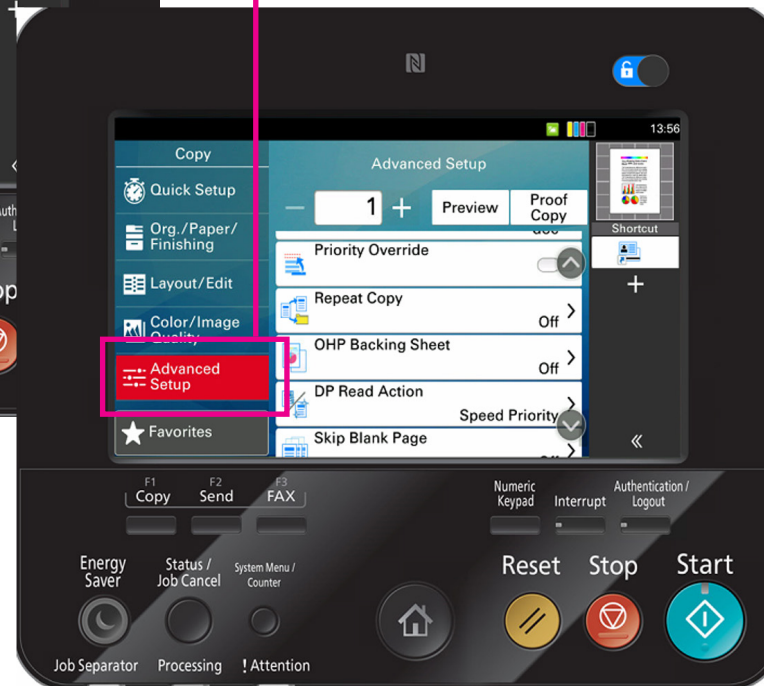 13:56
Copy
Advanced Setup
Quick Setup
1
Preview
Proof
Copy
Org./Paper/
Finishing
Shortcut
Priority Override
Layout/Edit
Repeat Copy
Off
Color/Image
Quality
OHP Backing Sheet
Off
Advanced
Setup
DP Read Action
Speed Priority
Favorites
Skip Blank Page
F1
F2
F3
Copy
Send
FAX
Numeric
Keypad
Interrupt
Authentication /
Logout
Energy
Saver
Status /
Job Cancel
System Menu /
Counter
Reset
Stop
Start
Job Separator
Processing
! Attention